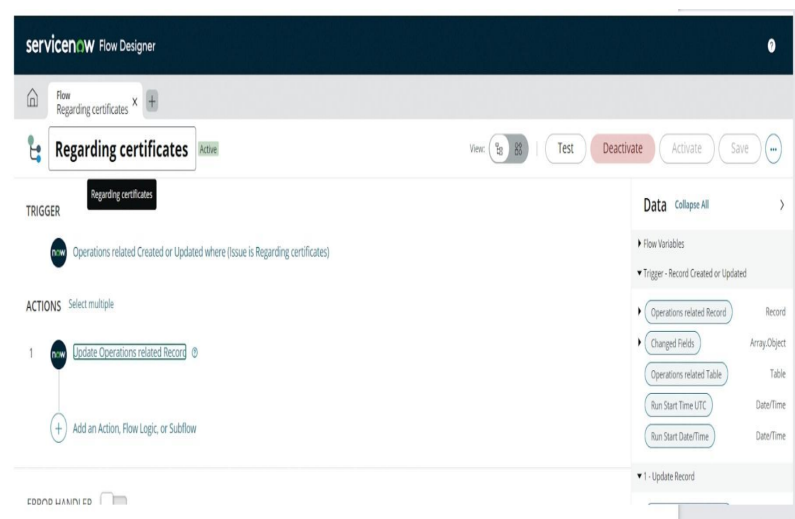 servicenow Flow Designer
?
Flow
Regarding certificates X +
Regarding certificates Active
View: Test Deactivate Activate Save ...
Regarding certificates
TRIGGER
now Operations related Created or Updated where (Issue is Regarding certificates)
ACTIONS Select multiple
1 now Update Operations related Record ?
+ Add an Action, Flow Logic, or Subflow
ERROR HANDLER
Data Collapse All >
Flow Variables
Trigger - Record Created or Updated
Operations related Record Record
Changed Fields Array.Object
Operations related Table Table
Run Start Time UTC Date/Time
Run Start Date/Time Date/Time
1 - Update Record